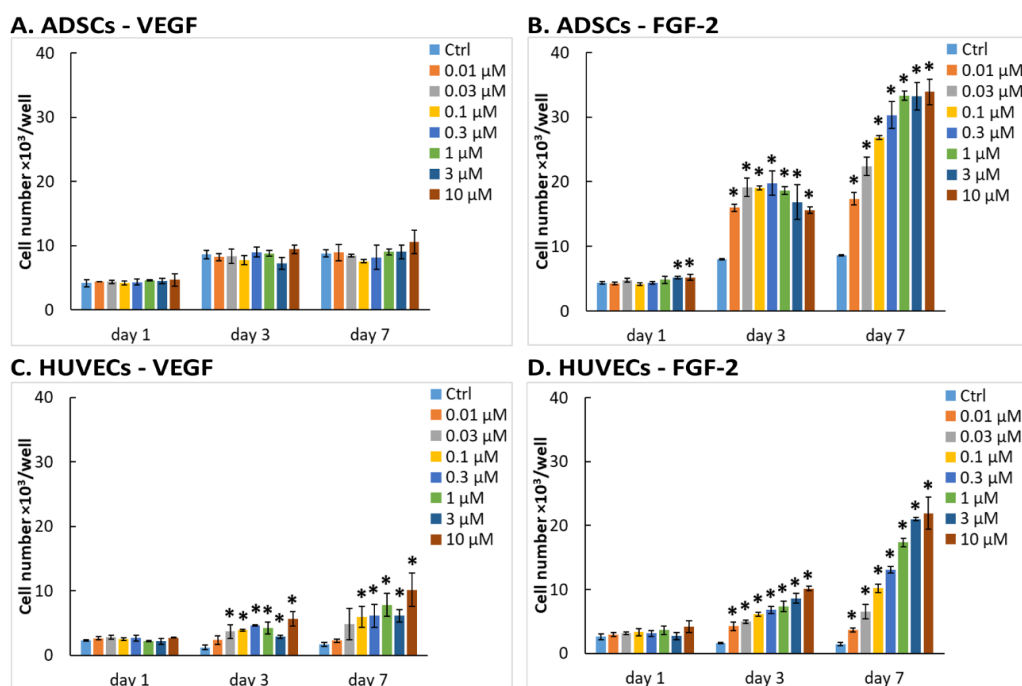 A. ADSCs - VEGF
Cell number ×10³/well
40
30
20
10
0
day 1 day 3 day 7
Ctrl
0.01 µM
0.03 µM
0.1 µM
0.3 µM
1 µM
3 µM
10 µM
B. ADSCs - FGF-2
Cell number ×10³/well
40
30
20
10
0
* *
* * * * * * *
* * * * * * *
day 1 day 3 day 7
Ctrl
0.01 µM
0.03 µM
0.1 µM
0.3 µM
1 µM
3 µM
10 µM
C. HUVECs - VEGF
Cell number ×10³/well
40
30
20
10
0
* * * * * *
* * * * *
day 1 day 3 day 7
Ctrl
0.01 µM
0.03 µM
0.1 µM
0.3 µM
1 µM
3 µM
10 µM
D. HUVECs - FGF-2
Cell number ×10³/well
40
30
20
10
0
* * * * * * *
* * * * * * *
day 1 day 3 day 7
Ctrl
0.01 µM
0.03 µM
0.1 µM
0.3 µM
1 µM
3 µM
10 µM